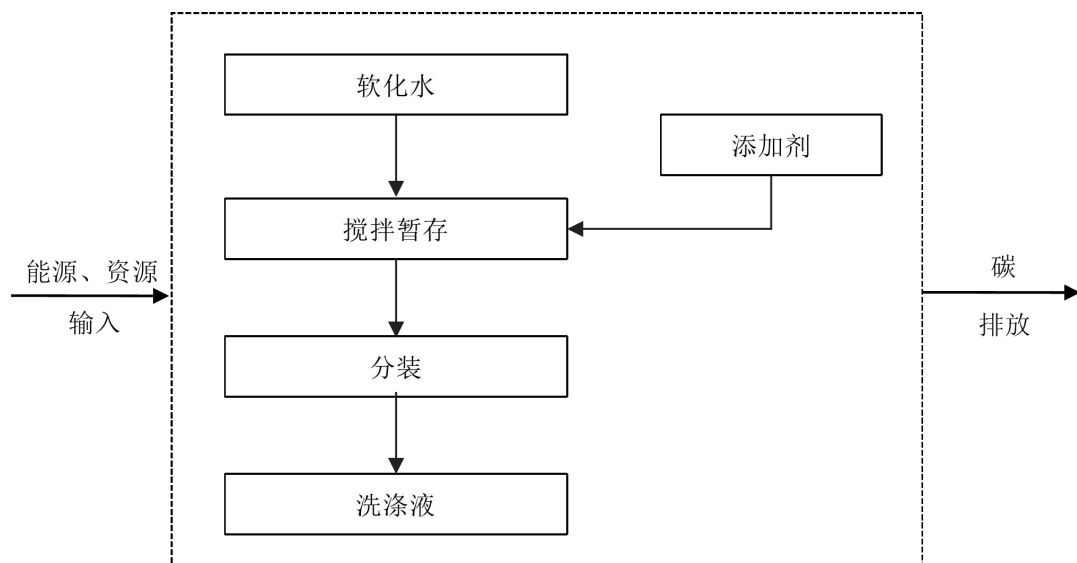 软化水
添加剂
搅拌暂存
能源、资源
输入
碳
排放
分装
洗涤液